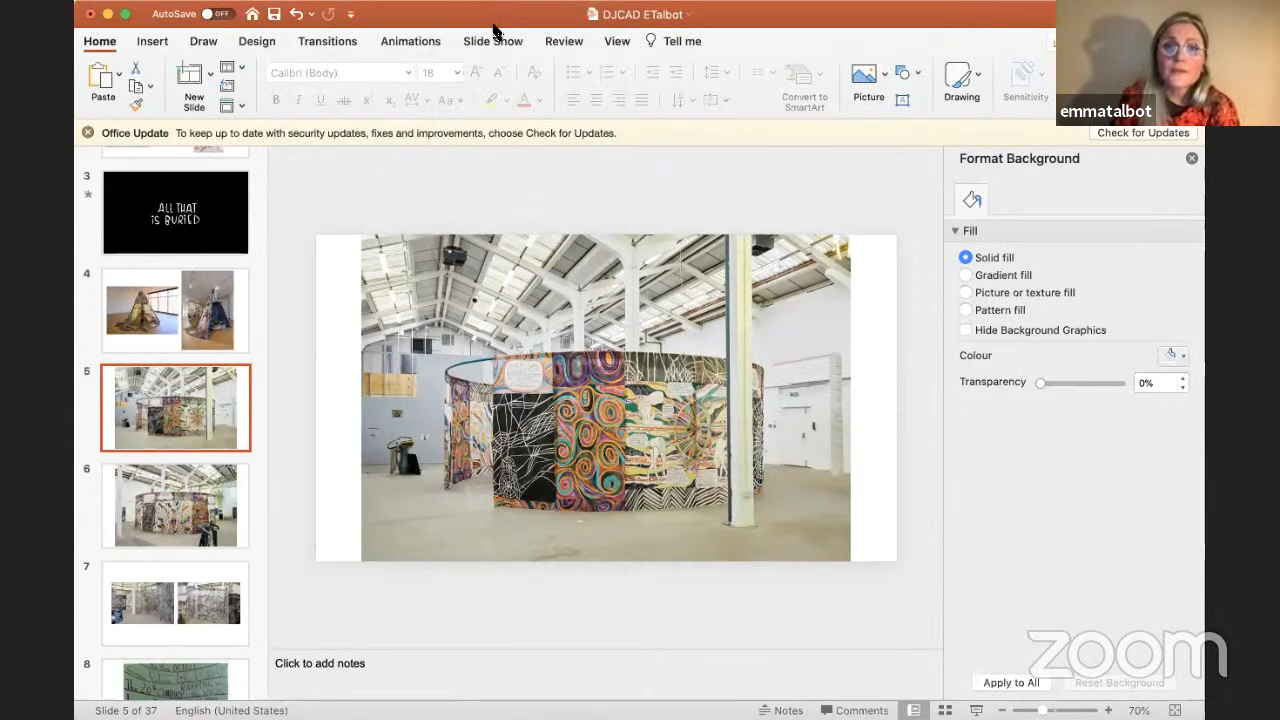 AutoSave OFF
DJCAD ETalbot
Home Insert Draw Design Transitions Animations Slide Show Review View Tell me
Paste
New
Slide
Calibri (Body) 18
Convert to
SmartArt
Picture
Drawing
Sensitivity
emmatalbot
Office Update To keep up to date with security updates, fixes and improvements, choose Check for Updates.
Check for Updates
3
ALL THAT
IS BURIED
4
5
6
7
8
Format Background
Fill
Solid fill
Gradient fill
Picture or texture fill
Pattern fill
Hide Background Graphics
Colour
Transparency 0%
Click to add notes
zoom
Apply to All Reset Background
Slide 5 of 37 English (United States) Notes Comments 70%